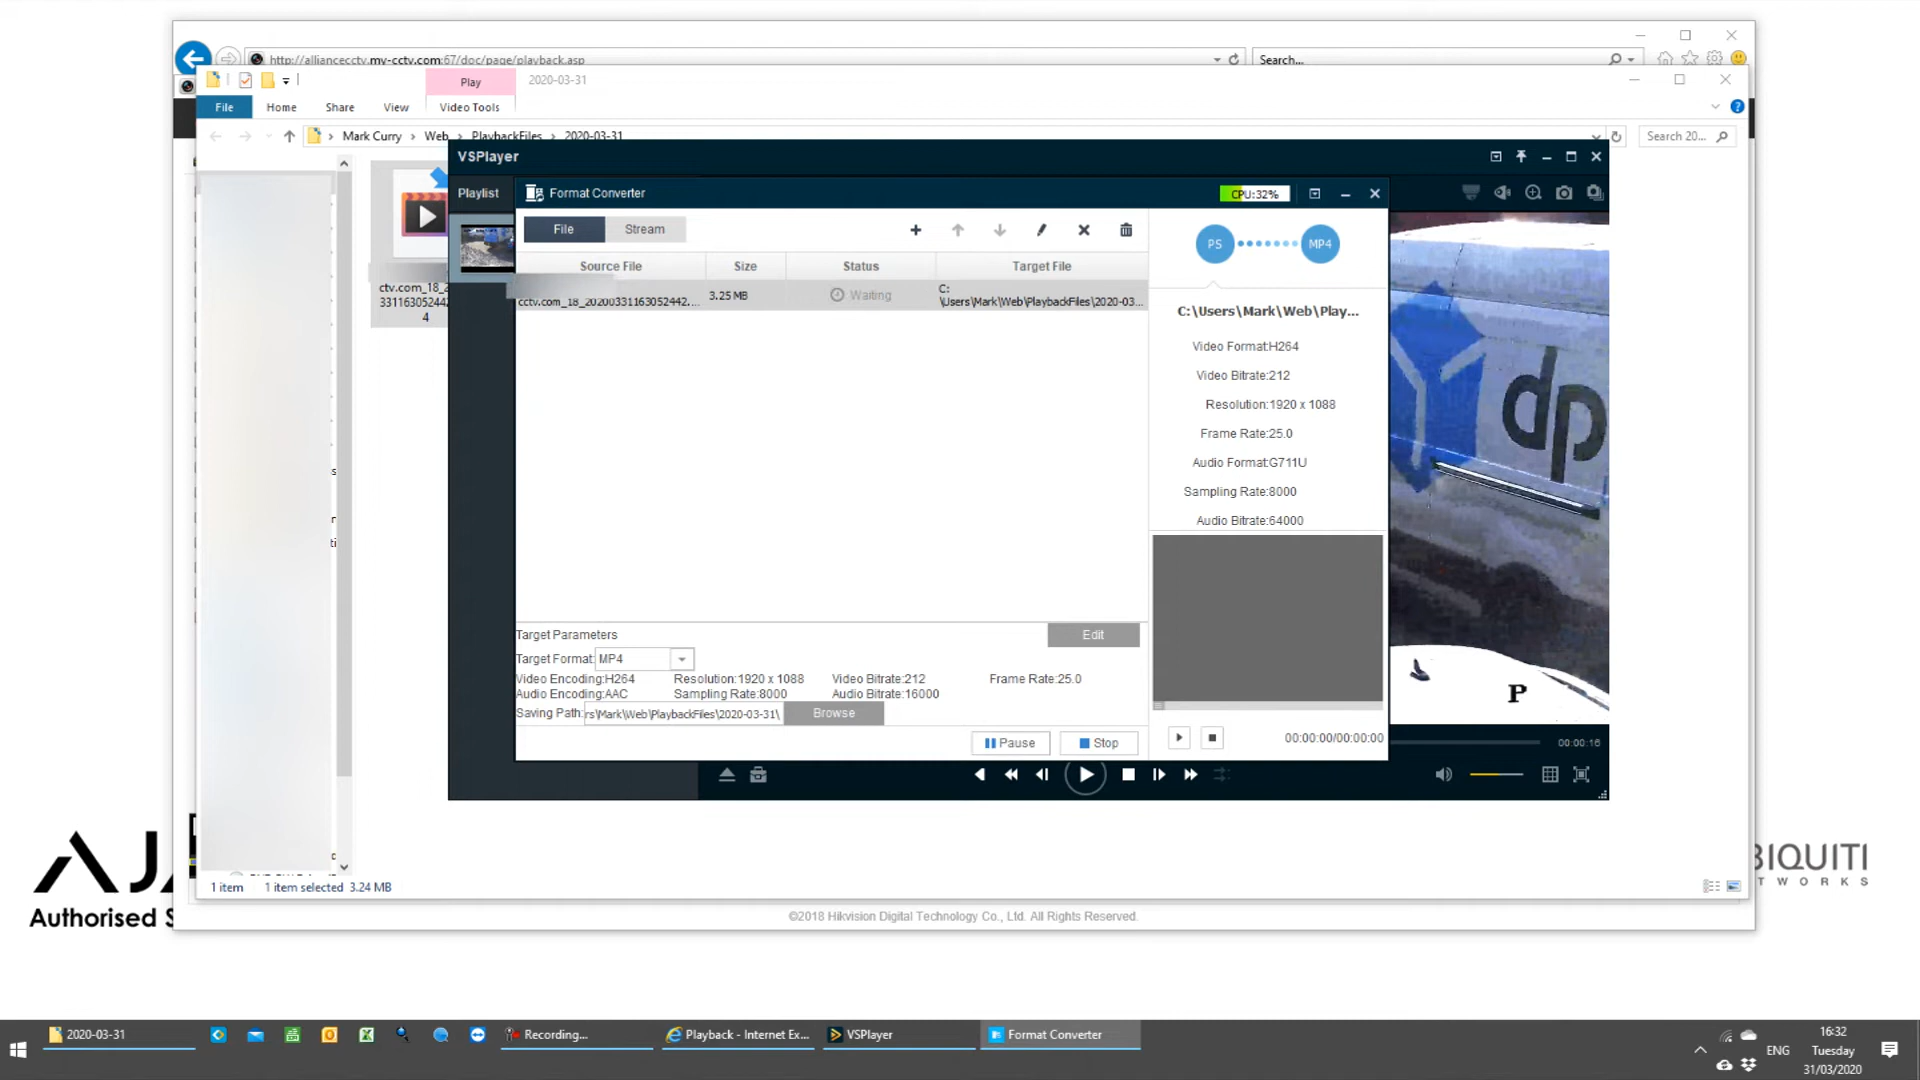 http://alliancecctv.my-cctv.com:67/doc/page/playback.asp
Search...
Play
2020-03-31
File
Home
Share
View
Video Tools
Mark Curry > Web > PlaybackFiles > 2020-03-31
Search 20...
VSPlayer
Playlist
Format Converter
CPU:32%
File
Stream
PS
MP4
Source File
Size
Status
Target File
cctv.com_18_20200331163052442....
3.25 MB
Waiting
C:
\Users\Mark\Web\PlaybackFiles\2020-03...
ctv.com_18_2
331163052442
4
C:\Users\Mark\Web\Play...
Video Format:H264
Video Bitrate:212
Resolution:1920 x 1088
Frame Rate:25.0
Audio Format:G711U
Sampling Rate:8000
Audio Bitrate:64000
dp
P
Target Parameters
Edit
Target Format:
MP4
Video Encoding:H264
Resolution:1920 x 1088
Video Bitrate:212
Frame Rate:25.0
Audio Encoding:AAC
Sampling Rate:8000
Audio Bitrate:16000
Saving Path:
rs\Mark\Web\PlaybackFiles\2020-03-31\
Browse
Pause
Stop
00:00:00/00:00:00
00:00:16
1 item
1 item selected 3.24 MB
AJ
Authorised S
BIQUITI
TWORKS
©2018 Hikvision Digital Technology Co., Ltd. All Rights Reserved.
2020-03-31
Recording...
Playback - Internet Ex...
VSPlayer
Format Converter
ENG
16:32
Tuesday
31/03/2020